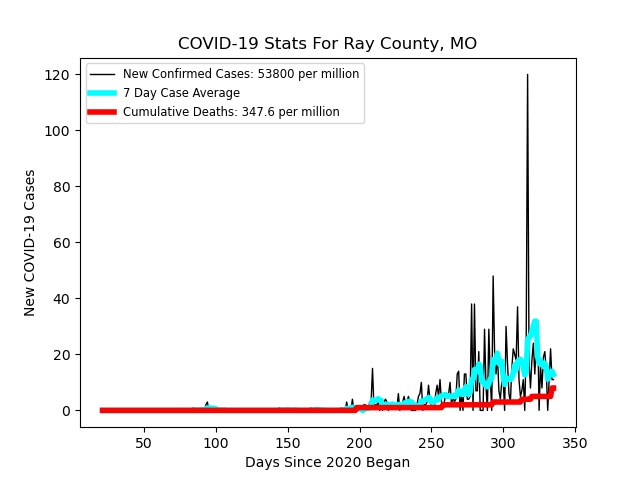 COVID-19 Stats For Ray County, MO
New Confirmed Cases: 53800 per million
7 Day Case Average
Cumulative Deaths: 347.6 per million
New COVID-19 Cases
120
100
80
60
40
20
0
50 100 150 200 250 300 350
Days Since 2020 Began